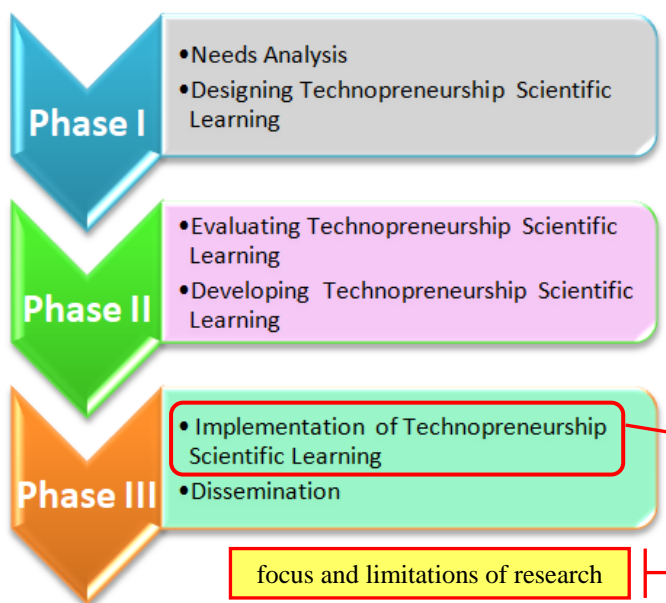 Phase I
•Needs Analysis
•Designing Technopreneurship Scientific
Learning
Phase II
•Evaluating Technopreneurship Scientific
Learning
•Developing Technopreneurship Scientific
Learning
Phase III
• Implementation of Technopreneurship
Scientific Learning
•Dissemination
focus and limitations of research